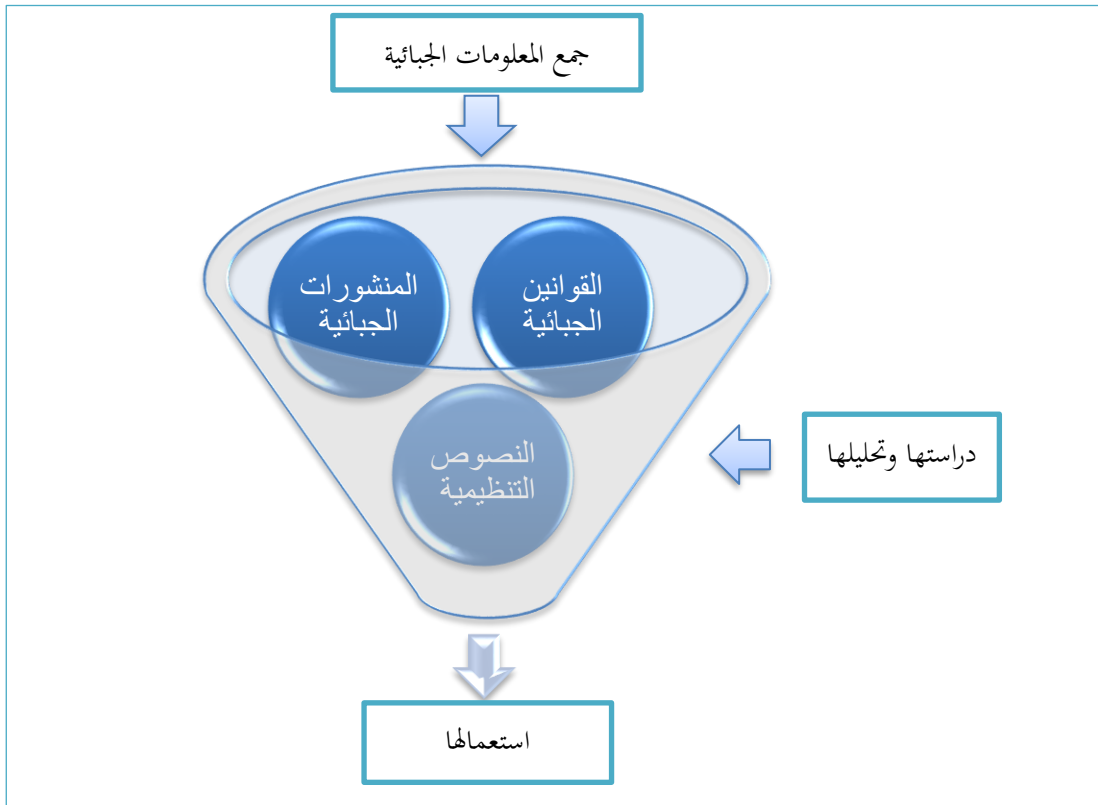 جمع المعلومات الجبائية
القوانين
الجبائية
المنشورات
الجبائية
النصوص
التنظيمية
دراستها وتحليلها
استعمالها